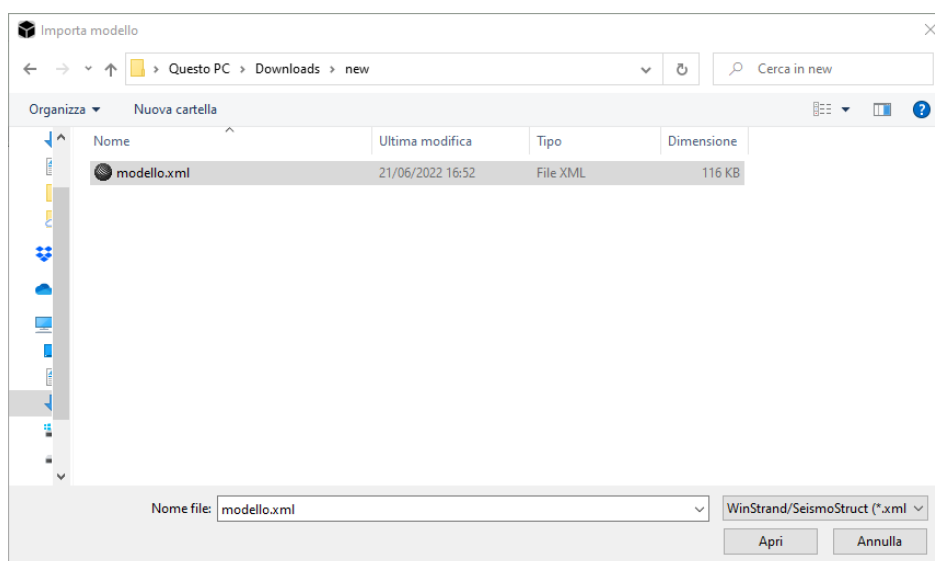 Importa modello
Questo PC > Downloads > new
Cerca in new
Organizza Nuova cartella
Nome Ultima modifica Tipo Dimensione
modello.xml 21/06/2022 16:52 File XML 116 KB
Nome file: modello.xml WinStrand/SeismoStruct (*.xml
Apri Annulla